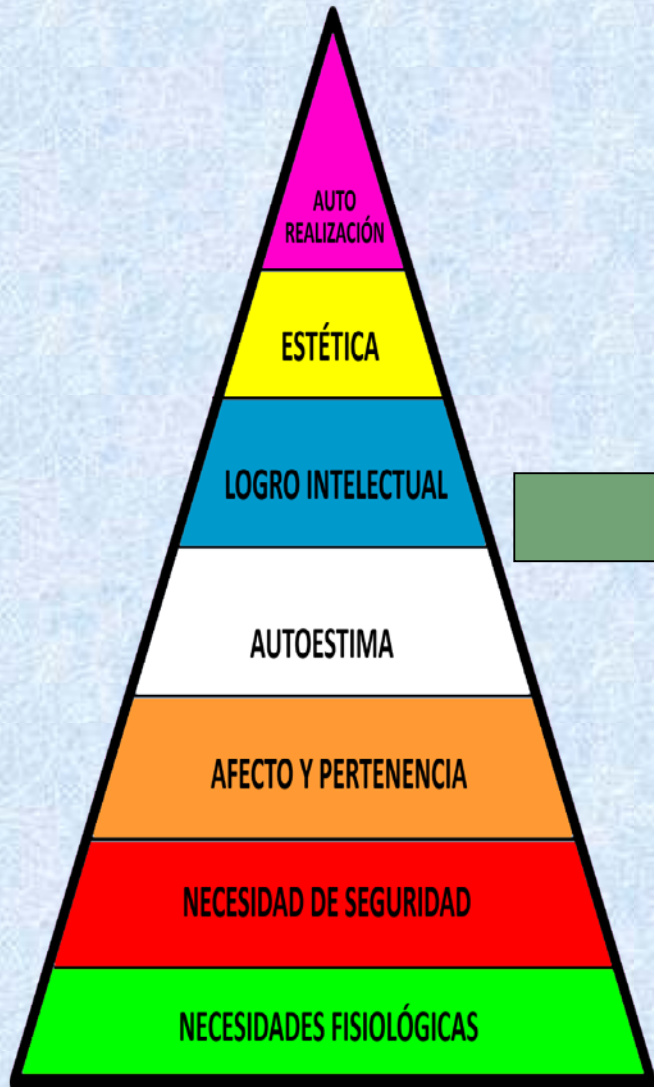 AUTO
REALIZACIÓN
ESTÉTICA
LOGRO INTELECTUAL
AUTOESTIMA
AFECTO Y PERTENENCIA
NECESIDAD DE SEGURIDAD
NECESIDADES FISIOLÓGICAS